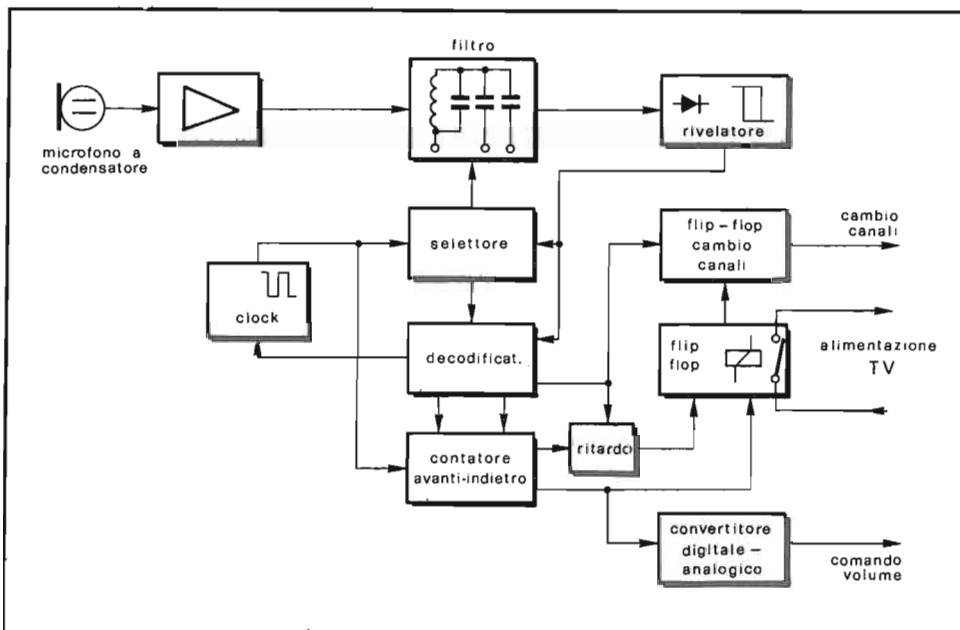 filtro
microfono a
condensatore
rivelatore
selettore
flip-flop
cambio
canali
cambio
canali
clock
decodificat.
flip
flop
alimentazione
TV
contatore
avanti-indietro
ritardo
convertitore
digitale-
analogico
comando
volume